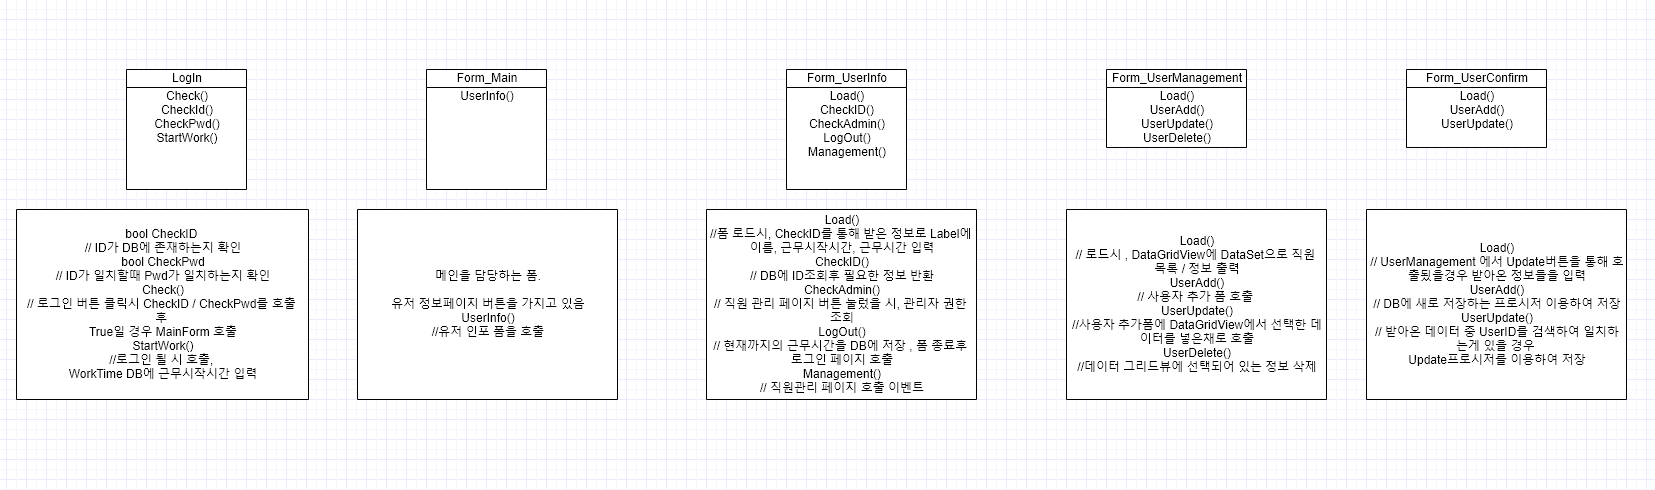 LogIn
Check()
CheckId()
CheckPwd()
StartWork()
Form_Main
UserInfo()
Form_UserInfo
Load()
CheckID()
CheckAdmin()
LogOut()
Management()
Form_UserManagement
Load()
UserAdd()
UserUpdate()
UserDelete()
Form_UserConfirm
Load()
UserAdd()
UserUpdate()
bool CheckID
// ID가 DB에 존재하는지 확인
bool CheckPwd
// ID가 일치할때 Pwd가 일치하는지 확인
Check()
// 로그인 버튼 클릭시 CheckID / CheckPwd를 호출
후
True일 경우 MainForm 호출
StartWork()
//로그인 될 시 호출,
WorkTime DB에 근무시작시간 입력
메인을 담당하는 폼.
유저 정보페이지 버튼을 가지고 있음
UserInfo()
//유저 인포 폼을 호출
Load()
//폼 로드시, CheckID를 통해 받은 정보로 Label에
이름, 근무시작시간, 근무시간 입력
CheckID()
// DB에 ID조회후 필요한 정보 반환
CheckAdmin()
// 직원 관리 페이지 버튼 눌렀을 시, 관리자 권한
조회
LogOut()
// 현재까지의 근무시간을 DB에 저장 , 폼 종료후
로그인 페이지 호출
Management()
// 직원관리 페이지 호출 이벤트
Load()
// 로드시 , DataGridView에 DataSet으로 직원
목록 / 정보 출력
UserAdd()
// 사용자 추가 폼 호출
UserUpdate()
//사용자 추가폼에 DataGridView에서 선택한 데
이터를 넣은채로 호출
UserDelete()
//데이터 그리드뷰에 선택되어 있는 정보 삭제
Load()
// UserManagement 에서 Update버튼을 통해 호
출됬을경우 받아온 정보들을 입력
UserAdd()
// DB에 새로 저장하는 프로시저 이용하여 저장
UserUpdate()
// 받아온 데이터 중 UserID를 검색하여 일치하
는게 있을 경우
Update프로시저를 이용하여 저장